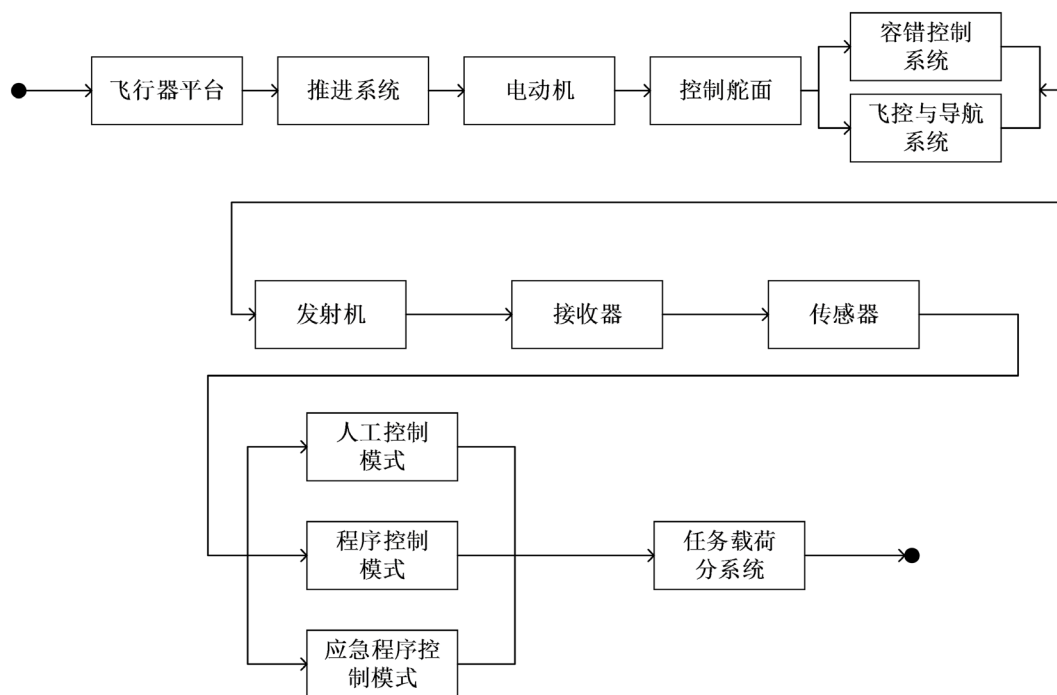 飞行器平台
推进系统
电动机
控制舵面
容错控制
系统
飞控与导航
系统
发射机
接收器
传感器
人工控制
模式
程序控制
模式
应急程序控
制模式
任务载荷
分系统